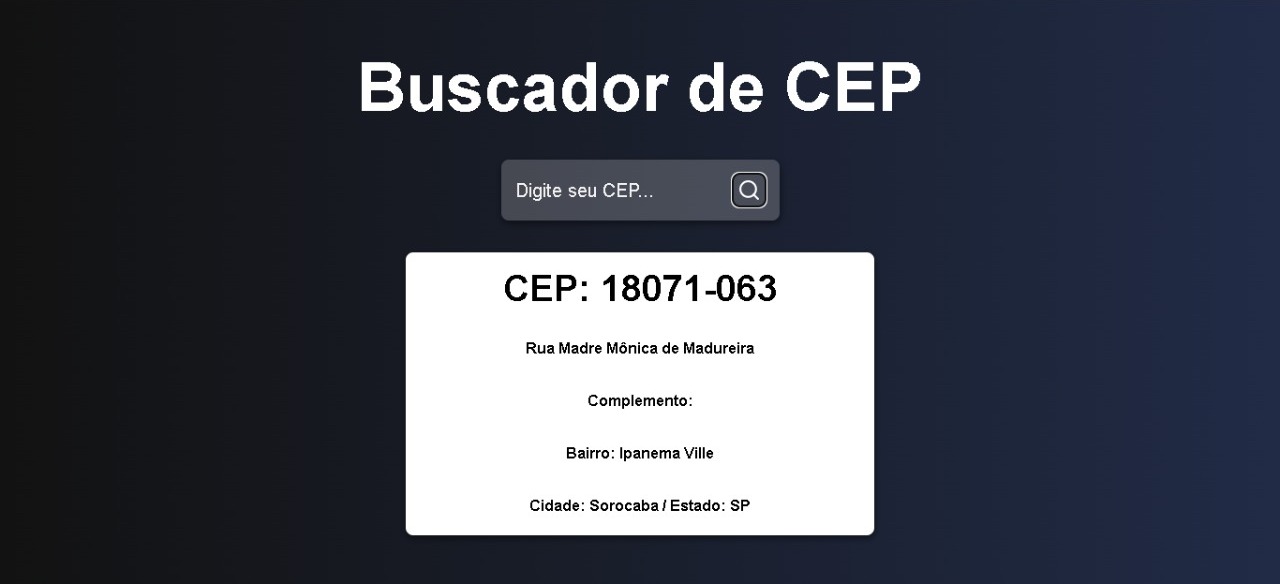 Buscador de CEP
Digite seu CEP...
CEP: 18071-063
Rua Madre Mônica de Madureira
Complemento:
Bairro: Ipanema Ville
Cidade: Sorocaba / Estado: SP